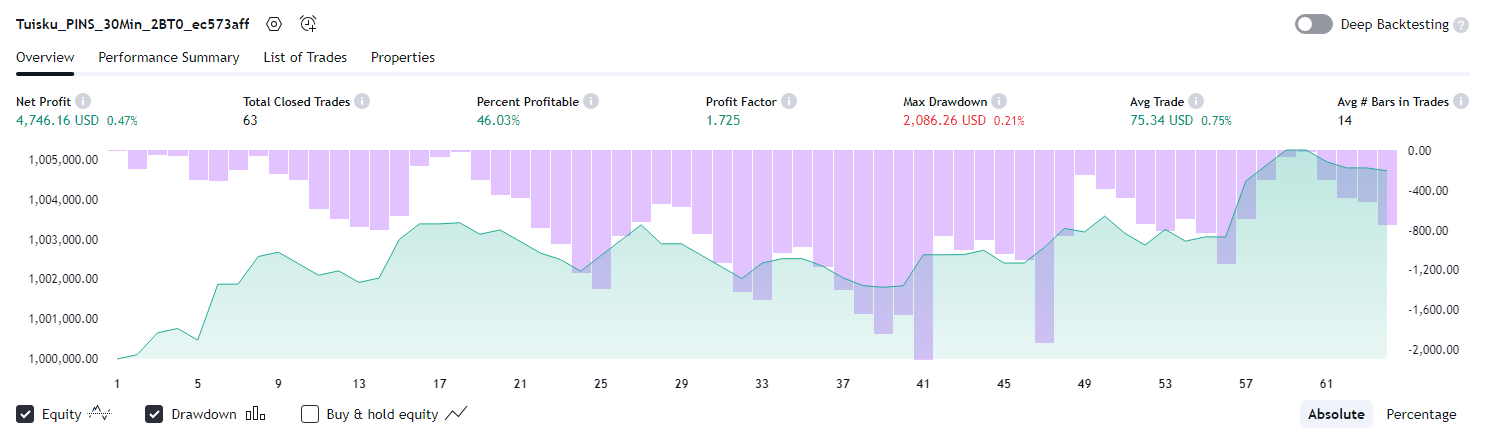 Tuisku_PINS_30Min_2BT0_ec573aff Deep Backtesting ?
Overview Performance Summary List of Trades Properties
Net Profit i Total Closed Trades i Percent Profitable i Profit Factor i Max Drawdown i Avg Trade i Avg # Bars in Trades i
4,746.16 USD 0.47% 63 46.03% 1.725 2,086.26 USD 0.21% 75.34 USD 0.75% 14
1,005,000.00 0.00
1,004,000.00 -400.00
1,003,000.00 -800.00
1,002,000.00 -1,200.00
1,001,000.00 -1,600.00
1,000,000.00 -2,000.00
1 5 9 13 17 21 25 29 33 37 41 45 49 53 57 61
Equity Drawdown Buy & hold equity Absolute Percentage